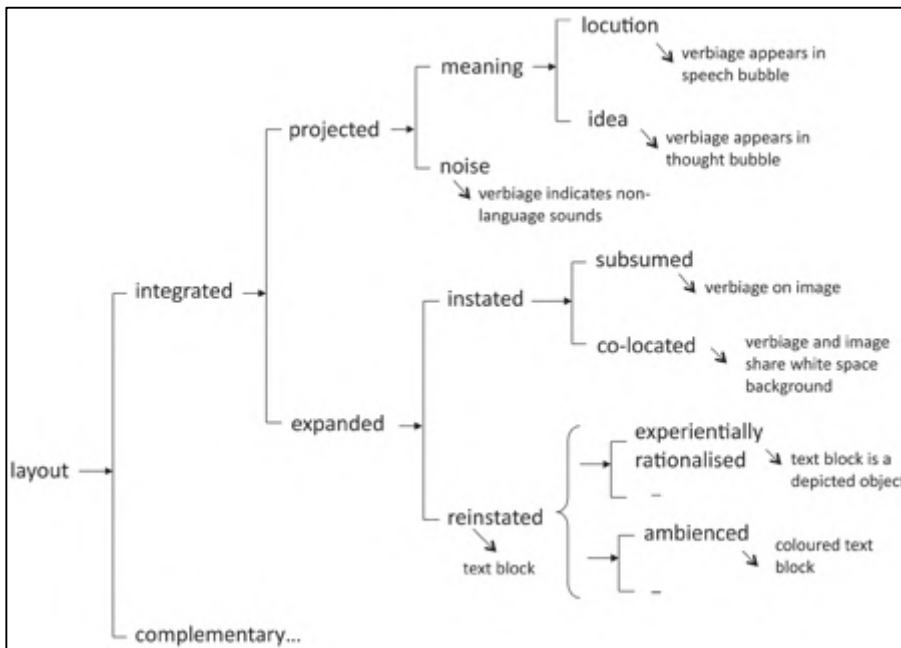 locution
verbiage appears in
speech bubble
meaning
idea
verbiage appears in
thought bubble
projected
noise
verbiage indicates non-
language sounds
integrated
subsumed
verbiage on image
instated
co-located
verbiage and image
share white space
background
expanded
experientially
rationalised
text block is a
depicted object
–
layout
reinstated
text block
ambienced
coloured text
block
–
complementary...